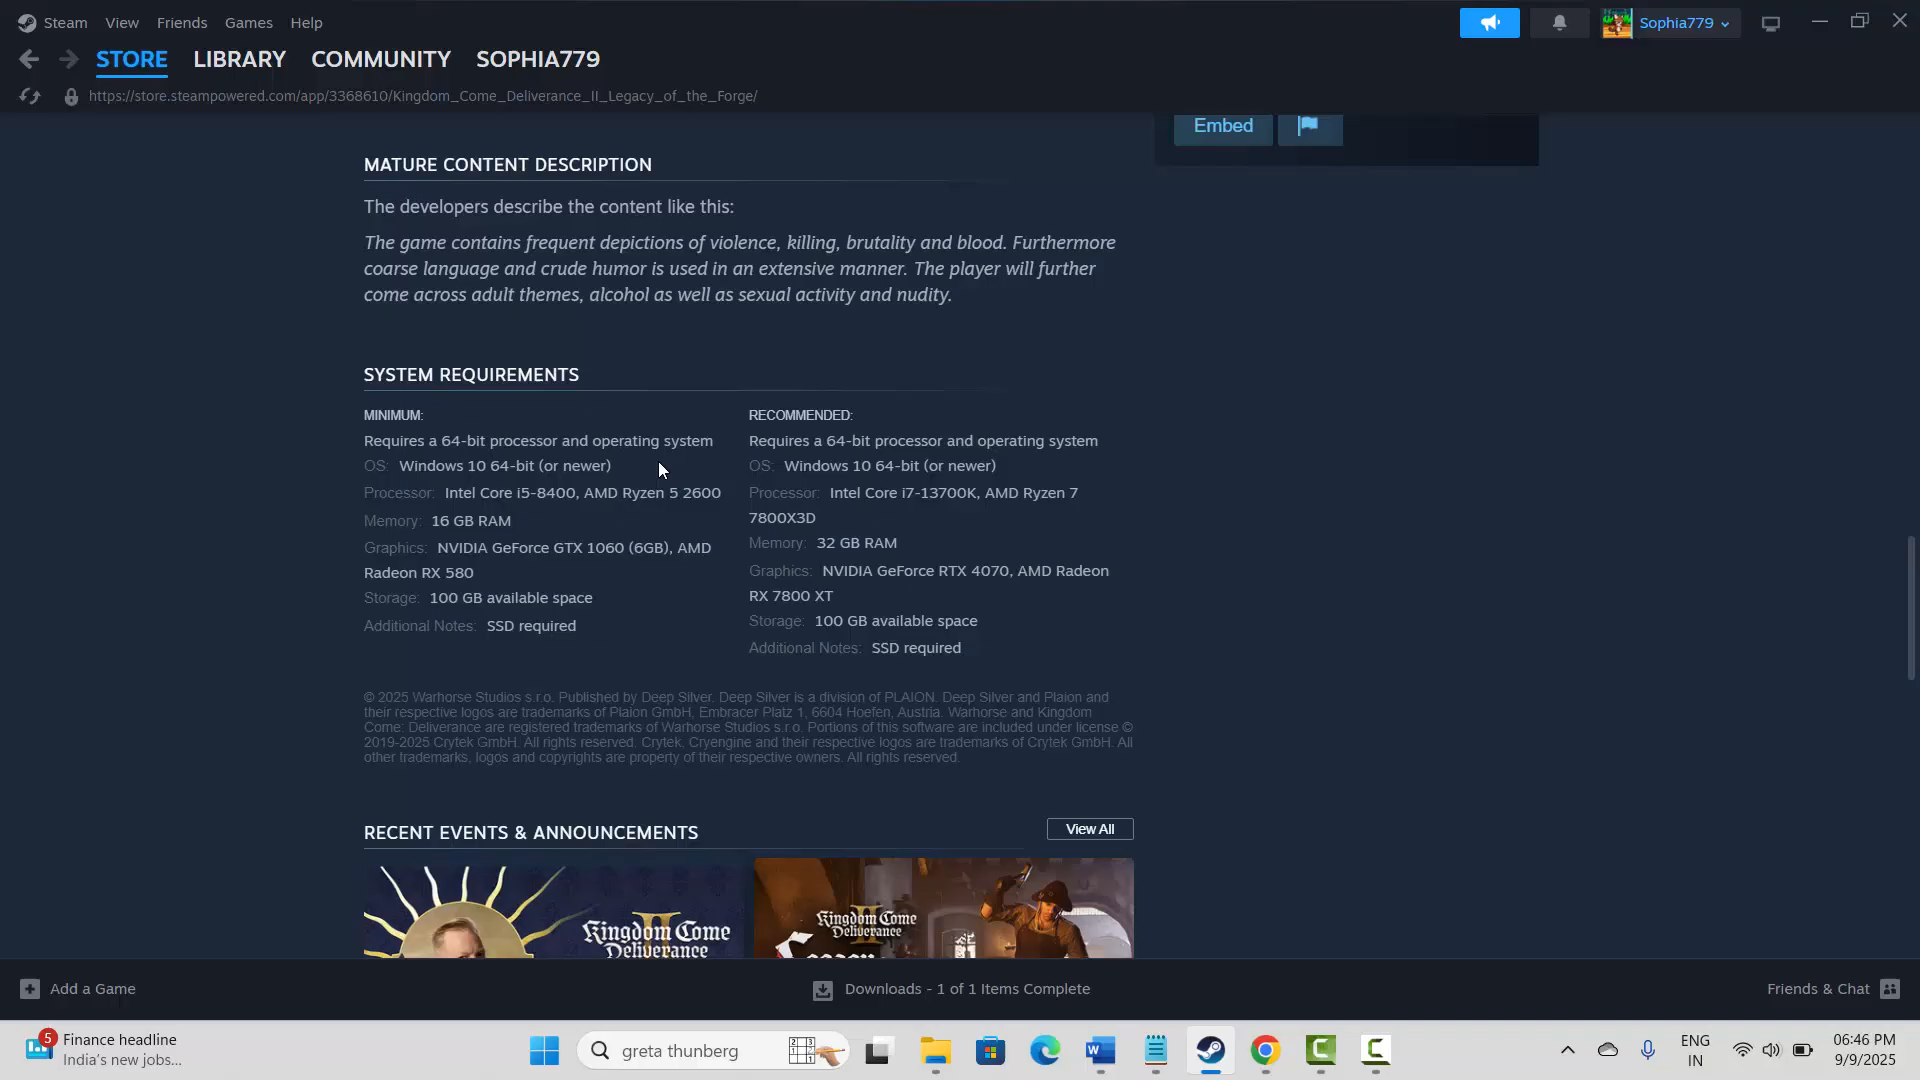 Steam View Friends Games Help
Sophia779
STORE LIBRARY COMMUNITY SOPHIA779
https://store.steampowered.com/app/3368610/Kingdom_Come_Deliverance_II_Legacy_of_the_Forge/
Embed
MATURE CONTENT DESCRIPTION
The developers describe the content like this:
The game contains frequent depictions of violence, killing, brutality and blood. Furthermore
coarse language and crude humor is used in an extensive manner. The player will further
come across adult themes, alcohol as well as sexual activity and nudity.
SYSTEM REQUIREMENTS
MINIMUM:
Requires a 64-bit processor and operating system
OS: Windows 10 64-bit (or newer)
Processor: Intel Core i5-8400, AMD Ryzen 5 2600
Memory: 16 GB RAM
Graphics: NVIDIA GeForce GTX 1060 (6GB), AMD
Radeon RX 580
Storage: 100 GB available space
Additional Notes: SSD required
RECOMMENDED:
Requires a 64-bit processor and operating system
OS: Windows 10 64-bit (or newer)
Processor: Intel Core i7-13700K, AMD Ryzen 7
7800X3D
Memory: 32 GB RAM
Graphics: NVIDIA GeForce RTX 4070, AMD Radeon
RX 7800 XT
Storage: 100 GB available space
Additional Notes: SSD required
© 2025 Warhorse Studios s.r.o. Published by Deep Silver. Deep Silver is a division of PLAION. Deep Silver and Plaion and
their respective logos are trademarks of Plaion GmbH, Embracer Platz 1, 6604 Hoefen, Austria. Warhorse and Kingdom
Come: Deliverance are registered trademarks of Warhorse Studios s.r.o. Portions of this software are included under license ©
2019-2025 Crytek GmbH. All rights reserved. Crytek, Cryengine and their respective logos are trademarks of Crytek GmbH. All
other trademarks, logos and copyrights are property of their respective owners. All rights reserved.
RECENT EVENTS & ANNOUNCEMENTS
View All
II
Kingdom Come
Deliverance
II
Kingdom Come
Deliverance
Add a Game
Downloads - 1 of 1 Items Complete
Friends & Chat
5
Finance headline
India's new jobs...
greta thunberg
ENG
IN
06:46 PM
9/9/2025